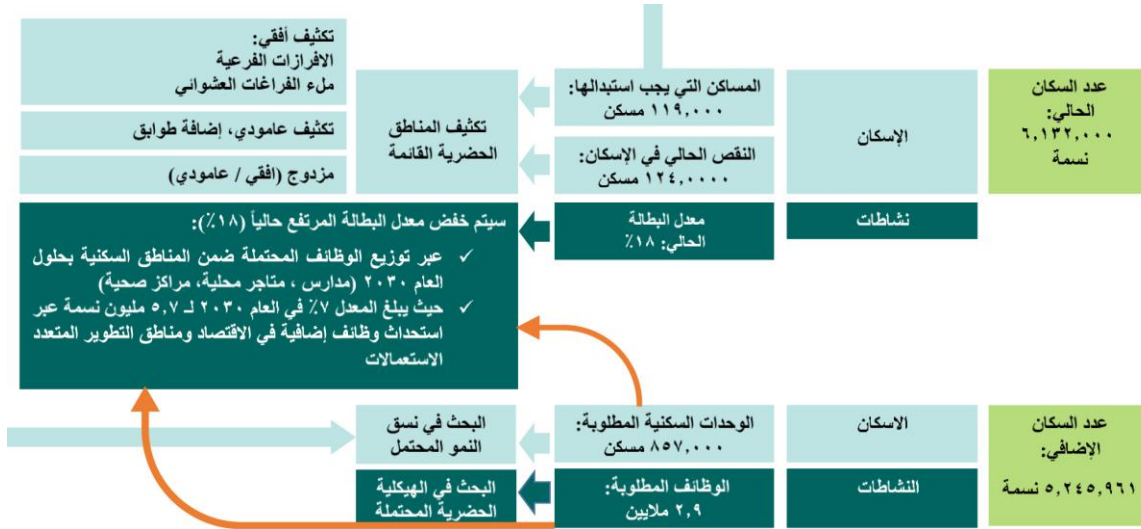 عدد السكان
الحالي:
٦,١٣٢,٠٠٠
نسمة
الإسكان
المساكن التي يجب استبدالها:
١١٩,٠٠٠ مسكن
النقص الحالي في الإسكان:
١٢٤,٠٠٠٠ مسكن
تكثيف المناطق
الحضرية القائمة
تكثيف أفقي:
الافرازات الفرعية
ملء الفراغات العشوائي
تكثيف عامودي، إضافة طوابق
مزدوج (افقي / عامودي)
نشاطات
معدل البطالة
الحالي: ١٨٪
سيتم خفض معدل البطالة المرتفع حالياً (١٨٪):
✓ عبر توزيع الوظائف المحتملة ضمن المناطق السكنية بحلول
العام ٢٠٣٠ (مدارس ، متاجر محلية، مراكز صحية)
✓ حيث يبلغ المعدل ٧٪ في العام ٢٠٣٠ لـ ٥,٧ مليون نسمة عبر
استحداث وظائف إضافية في الاقتصاد ومناطق التطوير المتعدد
الاستعمالات
عدد السكان
الإضافي:
٥,٢٤٥,٩٦١ نسمة
الاسكان
الوحدات السكنية المطلوبة:
٨٥٧,٠٠٠ مسكن
البحث في نسق
النمو المحتمل
النشاطات
الوظائف المطلوبة:
٢,٩ ملايين
البحث في الهيكلية
الحضرية المحتملة